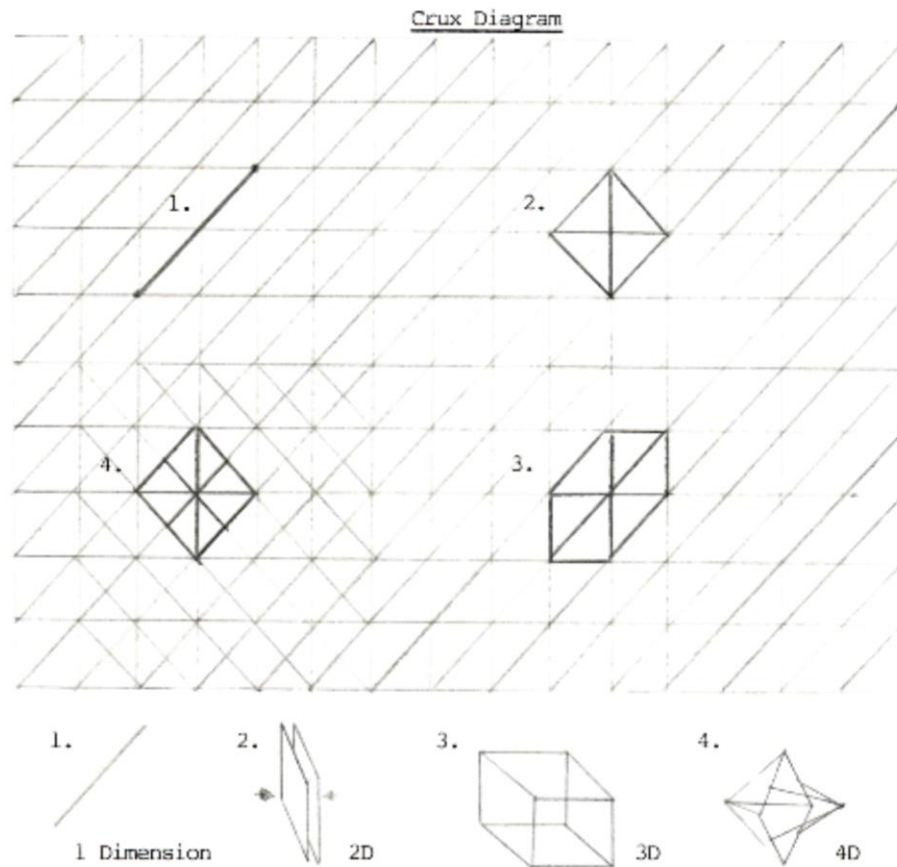 Crux Diagram
1.
2.
4.
3.
1.
2.
3.
4.
1 Dimension
2D
3D
4D